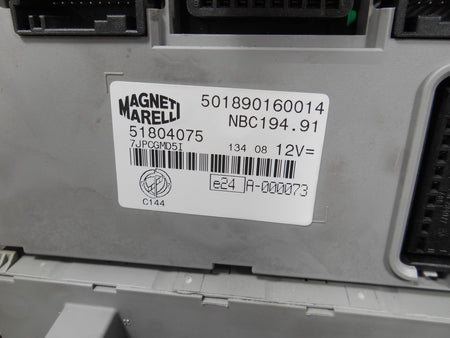 MAGNETI MARELLI
501890160014
NBC194.91
51804075
7JPCGMD5I
134 08 12V=
e24 A-000073
C144